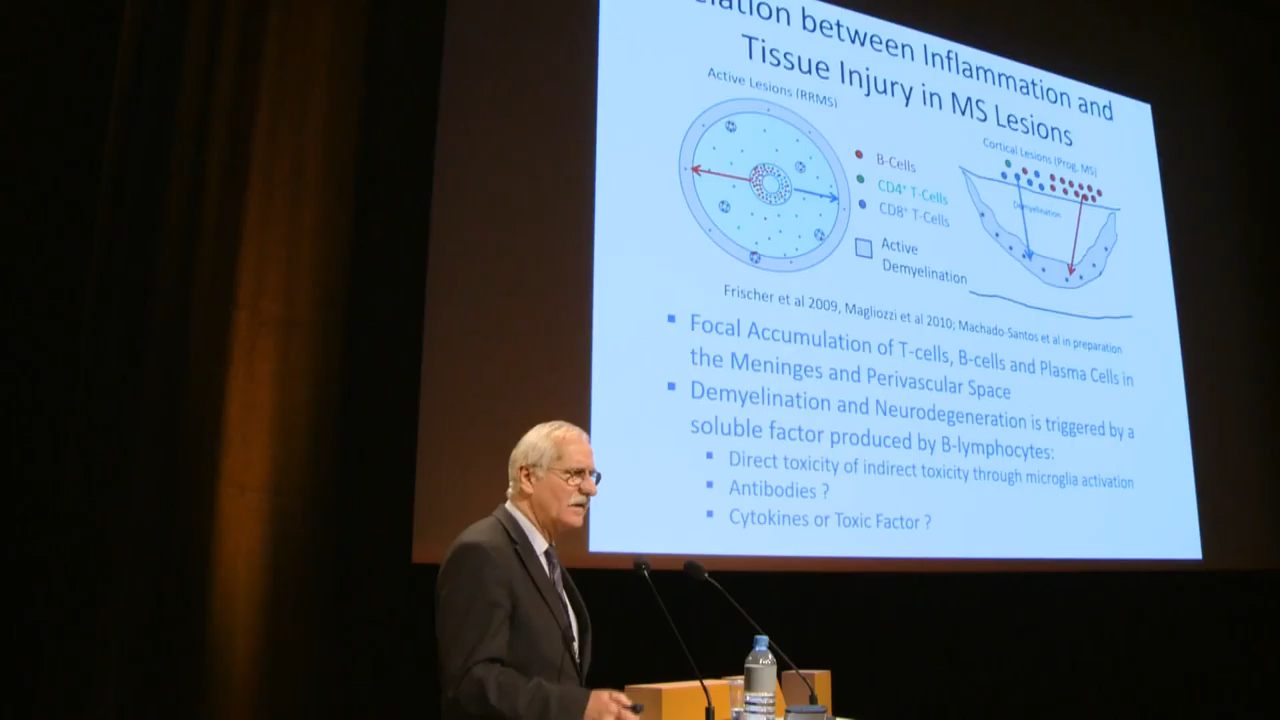 elation between Inflammation and
Tissue Injury in MS Lesions
Active Lesions (RRMS)
Cortical Lesions (Prog. MS)
B-Cells
CD4⁺ T-Cells
CD8⁺ T-Cells
Demyelination
Active
Demyelination
Frischer et al 2009, Magliozzi et al 2010; Machado-Santos et al in preparation
▪ Focal Accumulation of T-cells, B-cells and Plasma Cells in
the Meninges and Perivascular Space
▪ Demyelination and Neurodegeneration is triggered by a
soluble factor produced by B-lymphocytes:
▪ Direct toxicity of indirect toxicity through microglia activation
▪ Antibodies ?
▪ Cytokines or Toxic Factor ?